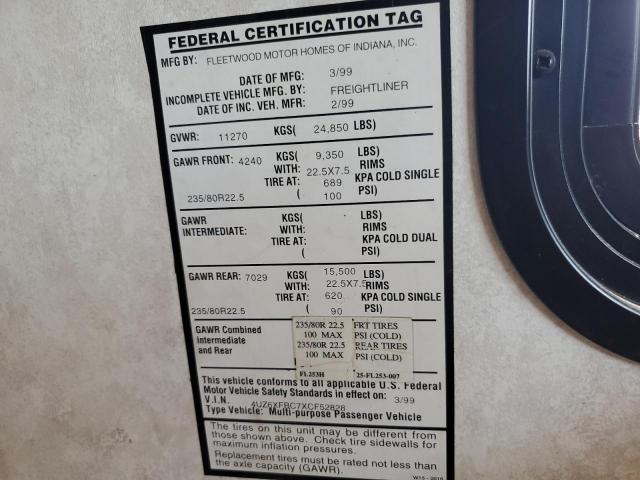 FEDERAL CERTIFICATION TAG
MFG BY: FLEETWOOD MOTOR HOMES OF INDIANA, INC.
DATE OF MFG: 3/99
INCOMPLETE VEHICLE MFG. BY: FREIGHTLINER
DATE OF INC. VEH. MFR: 2/99
GVWR: 11270 KGS( 24,850 LBS)
GAWR FRONT: 4240 KGS( 9,350 LBS)
WITH: 22.5X7.5 RIMS
TIRE AT: 689 KPA COLD SINGLE
235/80R22.5 ( 100 PSI)
GAWR KGS( LBS)
INTERMEDIATE: WITH: RIMS
TIRE AT: KPA COLD DUAL
( PSI)
GAWR REAR: 7029 KGS( 15,500 LBS)
WITH: 22.5X7.5 RIMS
TIRE AT: 620 KPA COLD SINGLE
235/80R22.5 ( 90 PSI)
GAWR Combined 235/80R 22.5 FRT TIRES
Intermediate 100 MAX PSI (COLD)
and Rear 235/80R 22.5 REAR TIRES
100 MAX PSI (COLD)
FL253H 25-FL253-007
This vehicle conforms to all applicable U.S. Federal
Motor Vehicle Safety Standards in effect on: 3/99
V.I.N. 4UZ6XFBC7XCF52828
Type Vehicle: Multi-purpose Passenger Vehicle
The tires on this unit may be different from
those shown above. Check tire sidewalls for
maximum inflation pressures.
Replacement tires must be rated not less than
the axle capacity (GAWR).